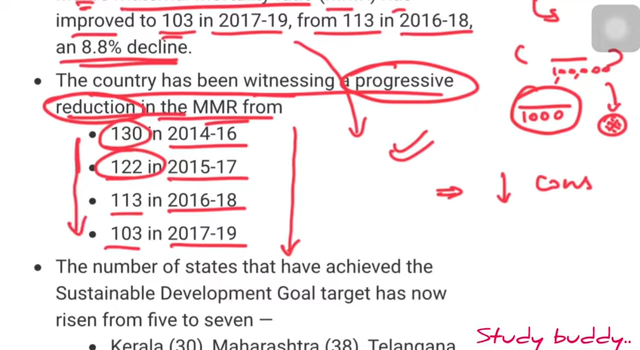 improved to 103 in 2017-19, from 113 in 2016-18,
an 8.8% decline.
• The country has been witnessing a progressive
reduction in the MMR from
• 130 in 2014-16
• 122 in 2015-17
• 113 in 2016-18
• 103 in 2017-19
• The number of states that have achieved the
Sustainable Development Goal target has now
risen from five to seven —
• Kerala (30), Maharashtra (38), Telangana
100,000
1000
⇒ ↓ Cons
Study buddy..